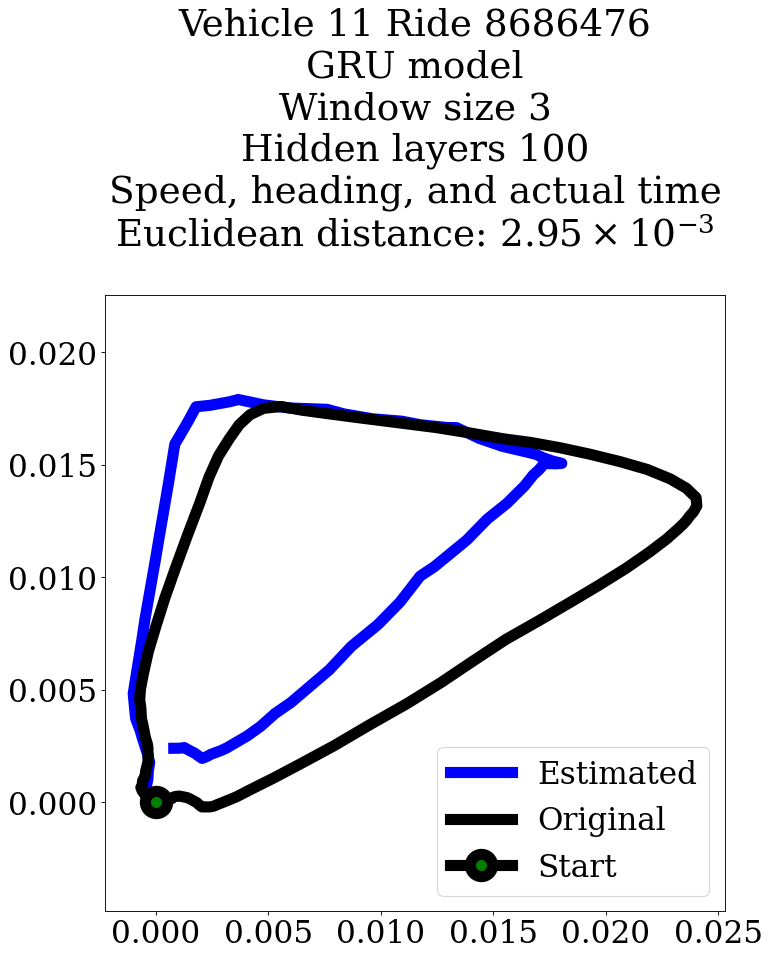 Vehicle 11 Ride 8686476
GRU model
Window size 3
Hidden layers 100
Speed, heading, and actual time
Euclidean distance: 2.95 × 10⁻³
0.020
0.015
0.010
0.005
0.000
Estimated
Original
Start
0.000 0.005 0.010 0.015 0.020 0.025